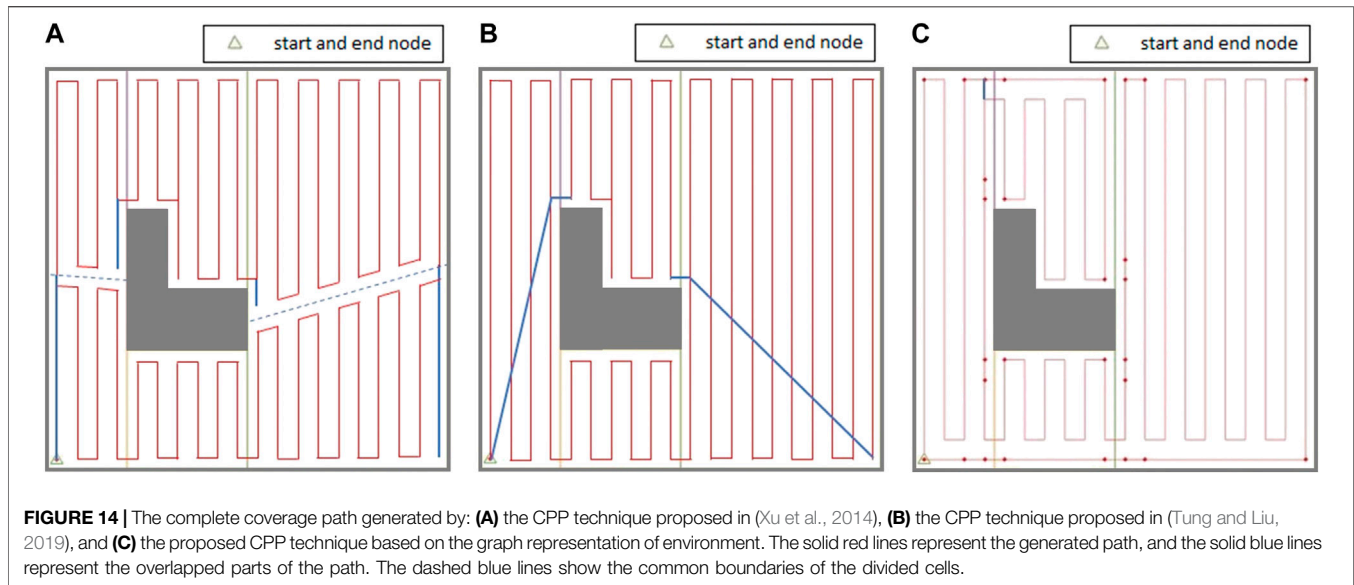 A
start and end node
B
start and end node
C
start and end node
FIGURE 14 | The complete coverage path generated by: (A) the CPP technique proposed in (Xu et al., 2014), (B) the CPP technique proposed in (Tung and Liu,
2019), and (C) the proposed CPP technique based on the graph representation of environment. The solid red lines represent the generated path, and the solid blue lines
represent the overlapped parts of the path. The dashed blue lines show the common boundaries of the divided cells.